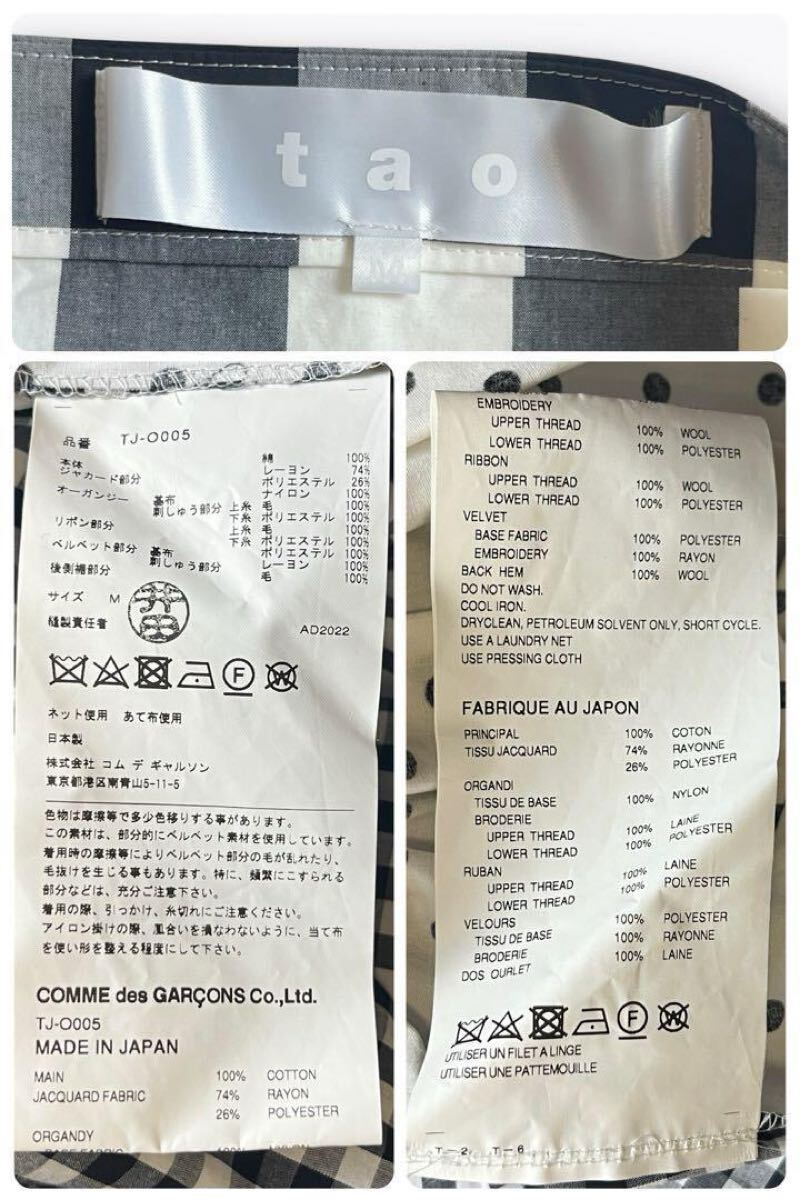 tao
M
品番 TJ-O005
本体 綿 100%
ジャカード部分 レーヨン 74%
ポリエステル 26%
オーガンジー 基布 ナイロン 100%
刺しゅう部分 上糸 毛 100%
下糸 ポリエステル 100%
リボン部分 上糸 毛 100%
下糸 ポリエステル 100%
ベルベット部分 基布 ポリエステル 100%
刺しゅう部分 レーヨン 100%
後側裾部分 毛 100%
サイズ M
縫製責任者
AD2022
F W
ネット使用 あて布使用
日本製
株式会社 コム デ ギャルソン
東京都港区南青山5-11-5
色物は摩擦等で多少色移りする事があります。
この素材は、部分的にベルベット素材を使用しています。
着用時の摩擦等によりベルベット部分の毛が乱れたり、
毛抜けを生じる事もあります。特に、頻繁にこすられる
部分などは、充分ご注意下さい。
着用の際、引っかけ、糸切れにご注意ください。
アイロン掛けの際、風合いを損なわないように、当て布
を使い形を整える程度にして下さい。
COMME des GARÇONS Co.,Ltd.
TJ-O005
MADE IN JAPAN
MAIN 100% COTTON
JACQUARD FABRIC 74% RAYON
26% POLYESTER
ORGANDY
EMBROIDERY
UPPER THREAD 100% WOOL
LOWER THREAD 100% POLYESTER
RIBBON
UPPER THREAD 100% WOOL
LOWER THREAD 100% POLYESTER
VELVET
BASE FABRIC 100% POLYESTER
EMBROIDERY 100% RAYON
BACK HEM 100% WOOL
DO NOT WASH.
COOL IRON.
DRYCLEAN, PETROLEUM SOLVENT ONLY, SHORT CYCLE.
USE A LAUNDRY NET
USE PRESSING CLOTH
FABRIQUE AU JAPON
PRINCIPAL 100% COTON
TISSU JACQUARD 74% RAYONNE
26% POLYESTER
ORGANDI
TISSU DE BASE 100% NYLON
BRODERIE
UPPER THREAD 100% LAINE
LOWER THREAD 100% POLYESTER
RUBAN
UPPER THREAD 100% LAINE
LOWER THREAD 100% POLYESTER
VELOURS
TISSU DE BASE 100% POLYESTER
BRODERIE 100% RAYONNE
DOS OURLET 100% LAINE
F W
UTILISER UN FILET A LINGE
UTILISER UNE PATTEMOUILLE
T-2 T-6